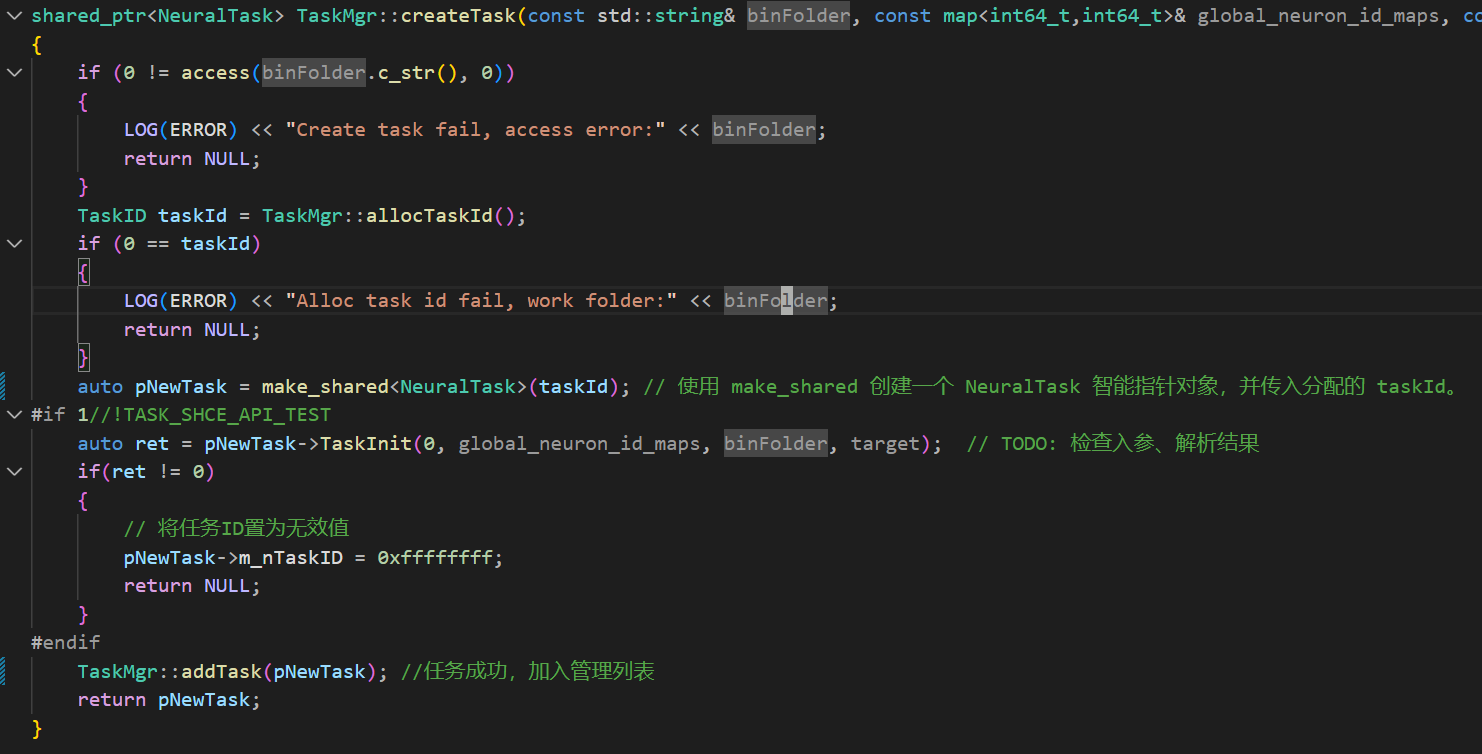 shared_ptr<NeuralTask> TaskMgr::createTask(const std::string& binFolder, const map<int64_t,int64_t>& global_neuron_id_maps, co
{
    if (0 != access(binFolder.c_str(), 0))
    {
        LOG(ERROR) << "Create task fail, access error:" << binFolder;
        return NULL;
    }
    TaskID taskId = TaskMgr::allocTaskId();
    if (0 == taskId)
    {
        LOG(ERROR) << "Alloc task id fail, work folder:" << binFolder;
        return NULL;
    }
    auto pNewTask = make_shared<NeuralTask>(taskId); // 使用 make_shared 创建一个 NeuralTask 智能指针对象，并传入分配的 taskId。
#if 1//!TASK_SHCE_API_TEST
    auto ret = pNewTask->TaskInit(0, global_neuron_id_maps, binFolder, target);  // TODO: 检查入参、解析结果
    if(ret != 0)
    {
        // 将任务ID置为无效值
        pNewTask->m_nTaskID = 0xffffffff;
        return NULL;
    }
#endif
    TaskMgr::addTask(pNewTask); //任务成功，加入管理列表
    return pNewTask;
}